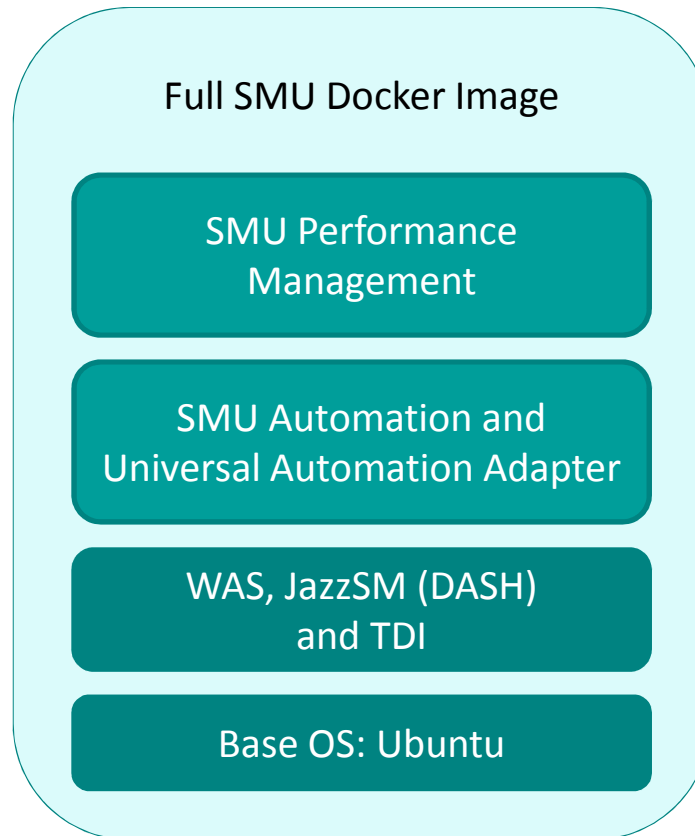 Full SMU Docker Image
SMU Performance
Management
SMU Automation and
Universal Automation Adapter
WAS, JazzSM (DASH)
and TDI
Base OS: Ubuntu